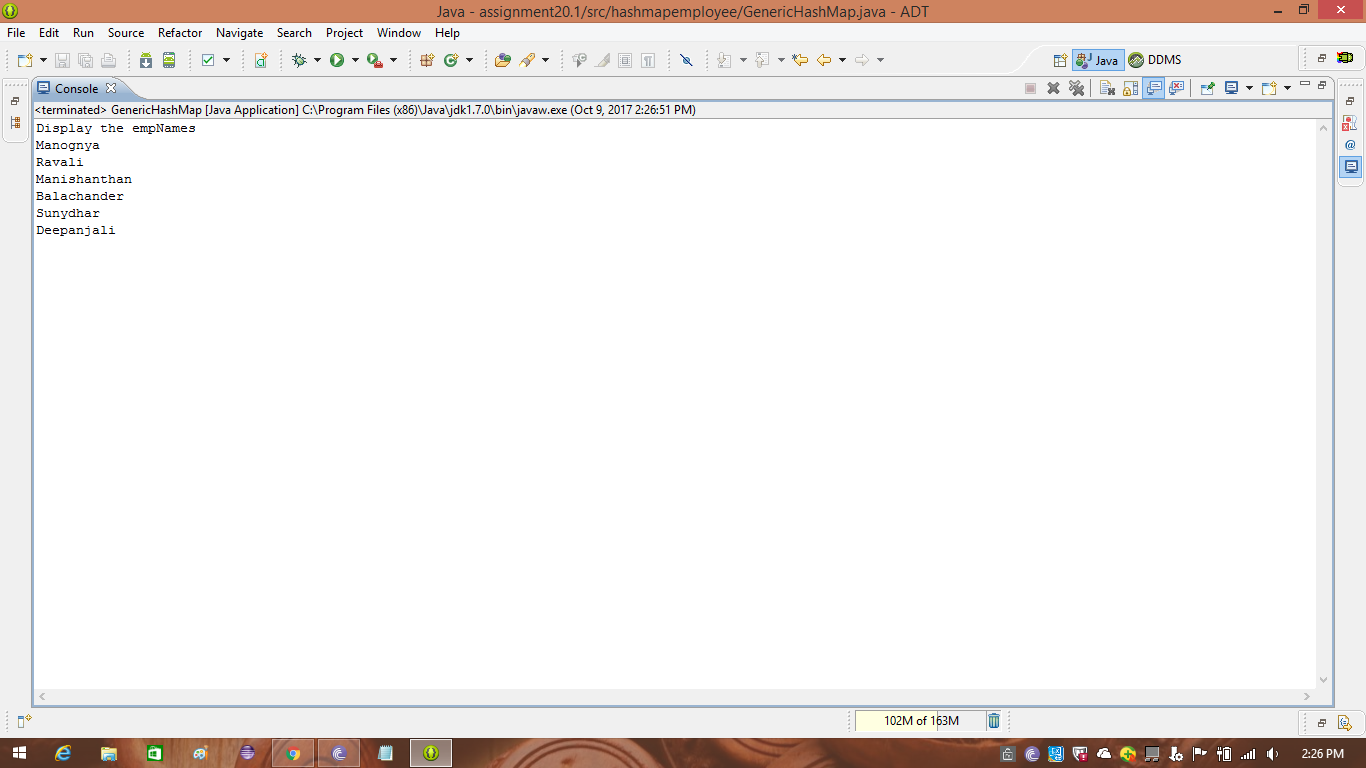 Java - assignment20.1/src/hashmapemployee/GenericHashMap.java - ADT
File Edit Run Source Refactor Navigate Search Project Window Help
Java DDMS
Console
<terminated> GenericHashMap [Java Application] C:\Program Files (x86)\Java\jdk1.7.0\bin\javaw.exe (Oct 9, 2017 2:26:51 PM)
Display the empNames
Manognya
Ravali
Manishanthan
Balachander
Sunydhar
Deepanjali
102M of 163M
2:26 PM